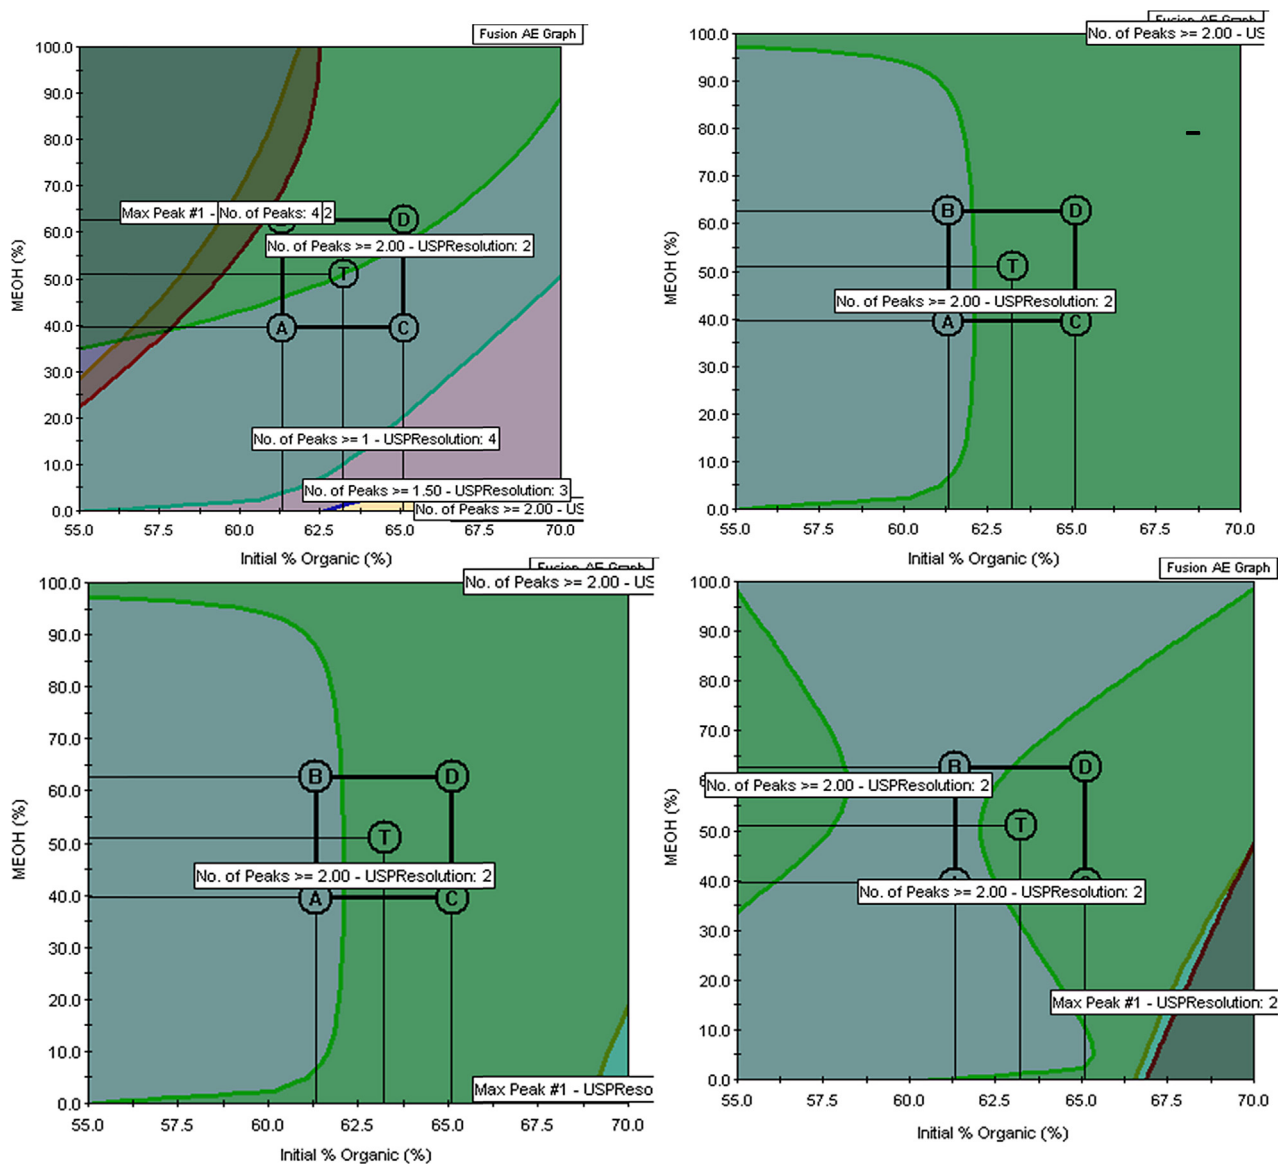 Fusion AE Graph
100.0
90.0
80.0
70.0
60.0
50.0
40.0
30.0
20.0
10.0
0.0
MEOH (%)
Max Peak #1 - No. of Peaks: 4 2
D
No. of Peaks >= 2.00 - USPResolution: 2
T
A
C
No. of Peaks >= 1 - USPResolution: 4
No. of Peaks >= 1.50 - USPResolution: 3
No. of Peaks >= 2.00 - US
55.0 57.5 60.0 62.5 65.0 67.5 70.0
Initial % Organic (%)
Fusion AE Graph
No. of Peaks >= 2.00 - US
100.0
90.0
80.0
70.0
60.0
50.0
40.0
30.0
20.0
10.0
0.0
MEOH (%)
B
D
T
No. of Peaks >= 2.00 - USPResolution: 2
A
C
55.0 57.5 60.0 62.5 65.0 67.5 70.0
Initial % Organic (%)
Fusion AE Graph
No. of Peaks >= 2.00 - US
100.0
90.0
80.0
70.0
60.0
50.0
40.0
30.0
20.0
10.0
0.0
MEOH (%)
B
D
T
No. of Peaks >= 2.00 - USPResolution: 2
A
C
Max Peak #1 - USPReso
55.0 57.5 60.0 62.5 65.0 67.5 70.0
Initial % Organic (%)
Fusion AE Graph
100.0
90.0
80.0
70.0
50.0
40.0
30.0
20.0
10.0
0.0
MEOH (%)
B
D
No. of Peaks >= 2.00 - USPResolution: 2
T
No. of Peaks >= 2.00 - USPResolution: 2
Max Peak #1 - USPResolution: 2
55.0 57.5 60.0 62.5 65.0 67.5 70.0
Initial % Organic (%)